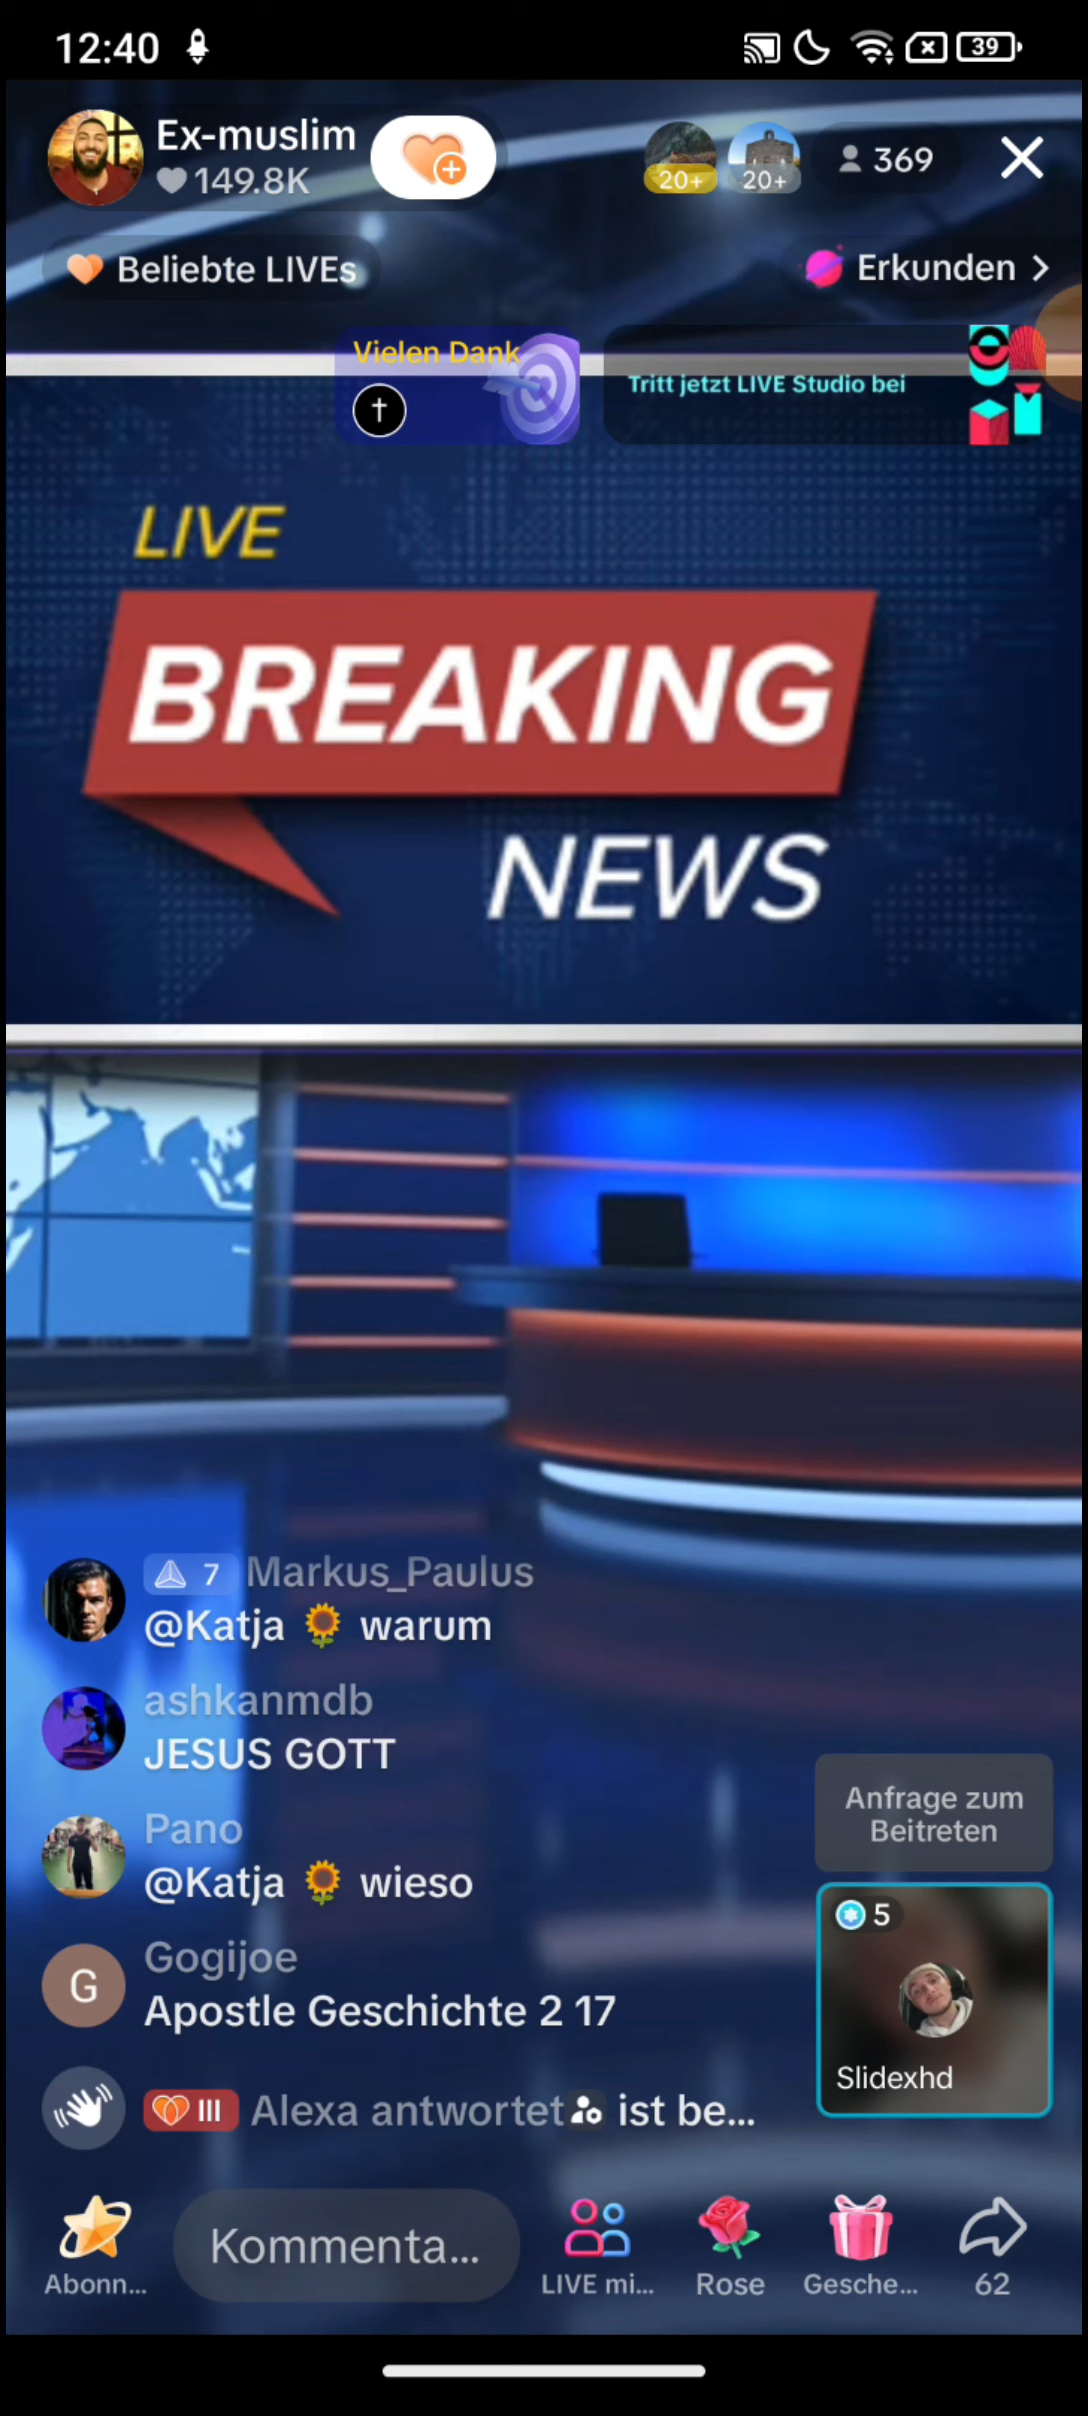 12:40
39
Ex-muslim
149.8K
20+
20+
369
Beliebte LIVEs
Erkunden
Vielen Dank
Tritt jetzt LIVE Studio bei
LIVE
BREAKING
NEWS
7 Markus_Paulus
@Katja 🌻 warum
ashkanmdb
JESUS GOTT
Pano
@Katja 🌻 wieso
G
Gogijoe
Apostle Geschichte 2 17
III Alexa antwortet ist be...
Anfrage zum
Beitreten
5
Slidexhd
Abonn...
Kommenta...
LIVE mi...
Rose
Gesche...
62